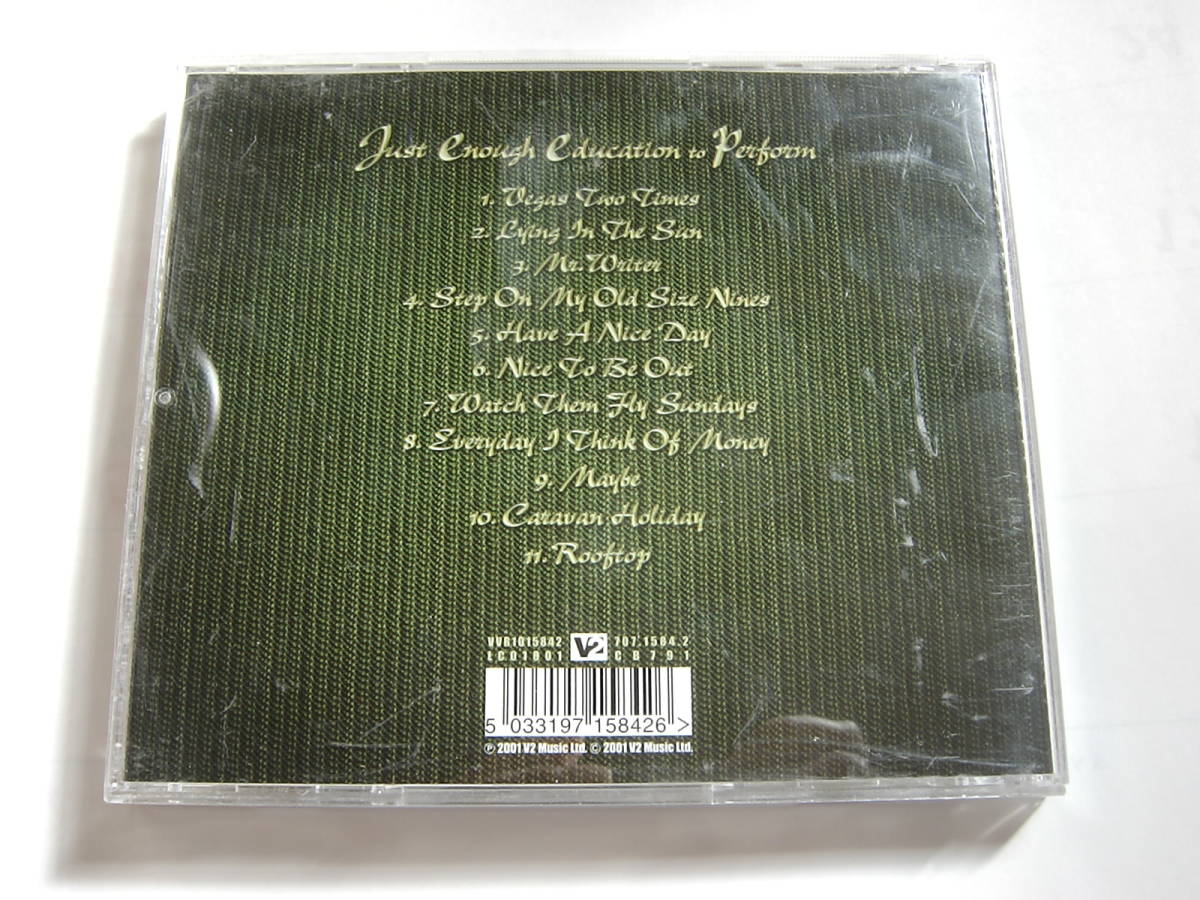 Just Enough Education to Perform
1. Vegas Two Times
2. Lying In The Sun
3. Mr. Writer
4. Step On My Old Size Nines
5. Have A Nice Day
6. Nice To Be Out
7. Watch Them Fly Sundays
8. Everyday I Think Of Money
9. Maybe
10. Caravan Holiday
11. Rooftop
VVR1015842 V2 707.1584.2
LC01801 CB791
5 033197 158426 >
℗ 2001 V2 Music Ltd. © 2001 V2 Music Ltd.